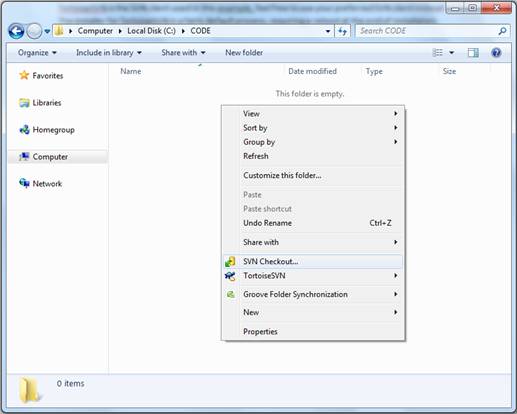 Computer ▸ Local Disk (C:) ▸ CODE
Search CODE
Organize Include in library Share with New folder
Name Date modified Type Size
This folder is empty.
Favorites
Libraries
Homegroup
Computer
Network
View
Sort by
Group by
Refresh
Customize this folder...
Paste
Paste shortcut
Undo Rename Ctrl+Z
Share with
SVN Checkout...
TortoiseSVN
Groove Folder Synchronization
New
Properties
0 items